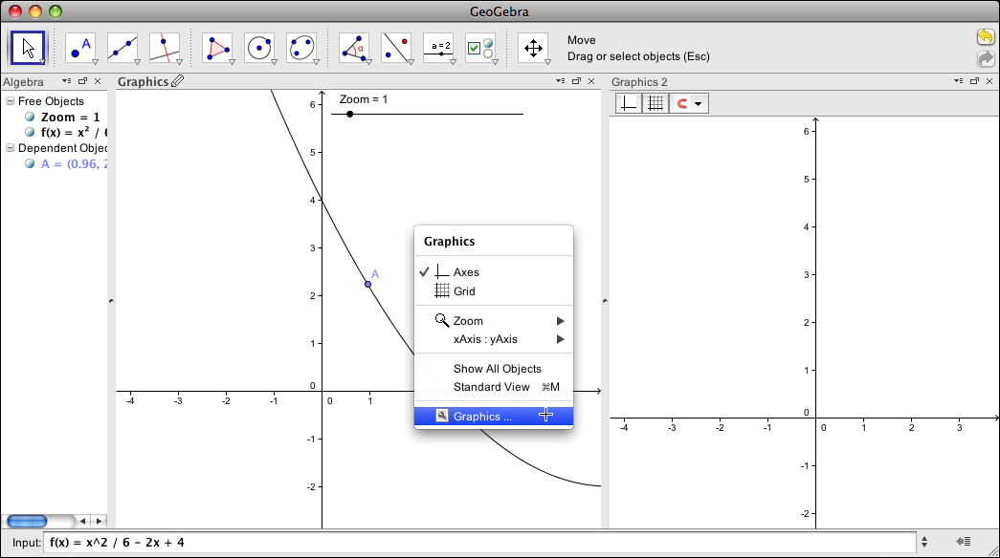 GeoGebra
A
α
a = 2
Move
Drag or select objects (Esc)
Algebra
Graphics
Graphics 2
Free Objects
Zoom = 1
f(x) = x² / 6
Dependent Objec
A = (0.96, 2
Zoom = 1
6
5
4
3
2
1
0
-1
-2
-4
-3
-2
-1
0
1
A
Graphics
Axes
Grid
Zoom
xAxis : yAxis
Show All Objects
Standard View ⌘M
Graphics ...
6
5
4
3
2
1
0
-1
-2
-4
-3
-2
-1
0
1
2
3
Input: f(x) = x^2 / 6 – 2x + 4